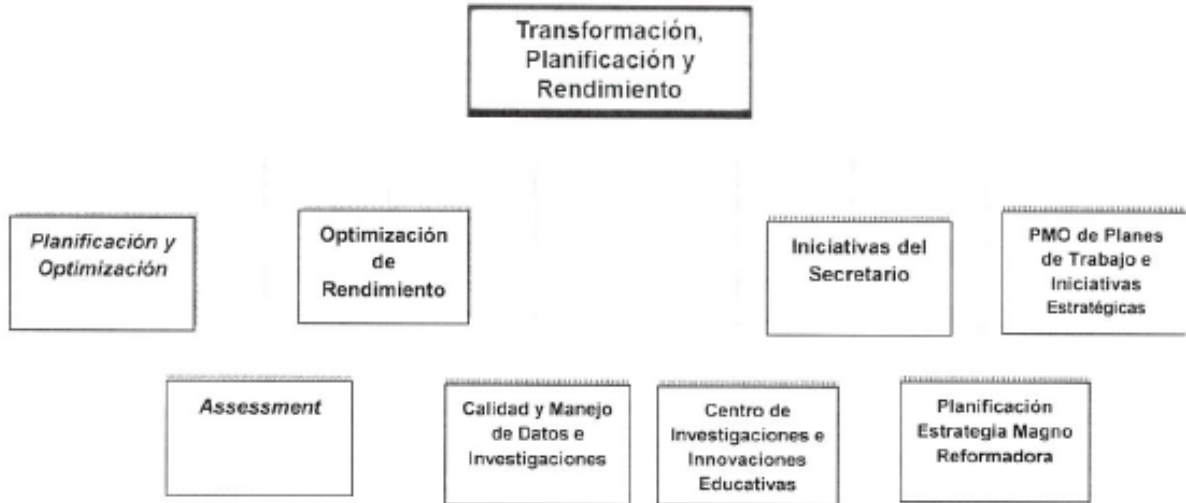 Transformación,
Planificación y
Rendimiento
Planificación y
Optimización
Optimización
de
Rendimiento
Iniciativas del
Secretario
PMO de Planes
de Trabajo e
Iniciativas
Estratégicas
Assessment
Calidad y Manejo
de Datos e
Investigaciones
Centro de
Investigaciones e
Innovaciones
Educativas
Planificación
Estrategia Magno
Reformadora